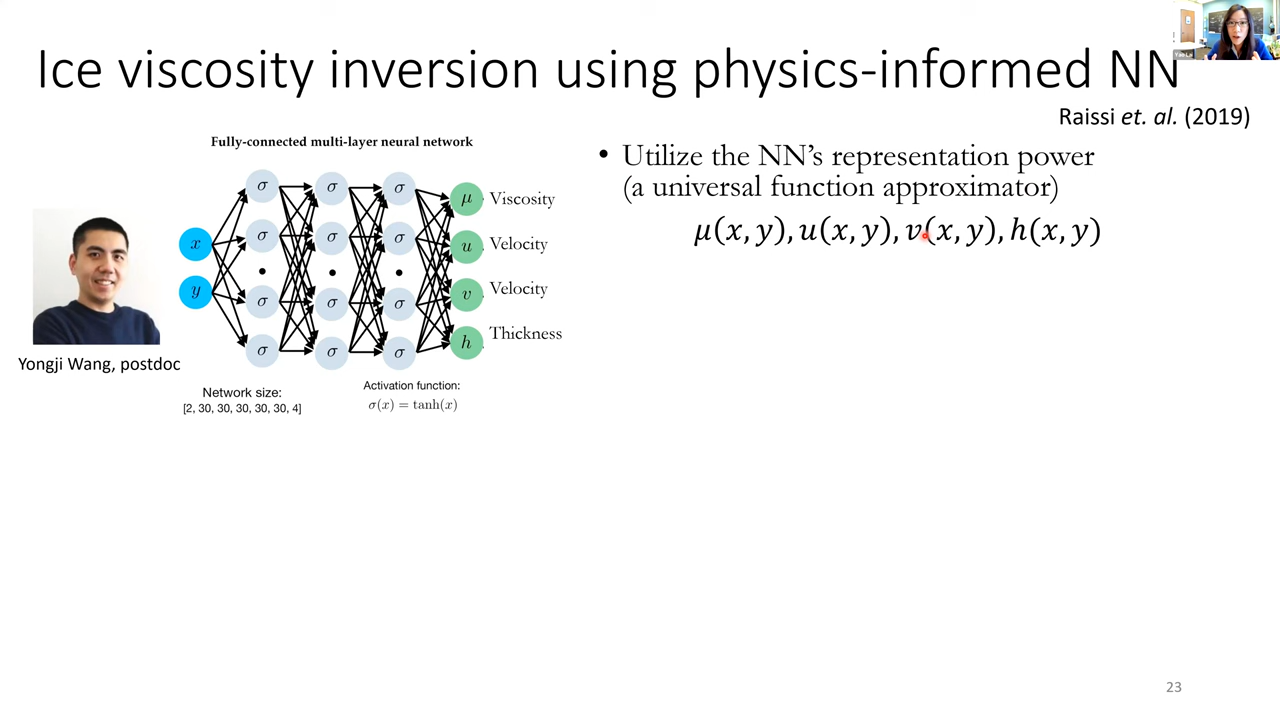 Ice viscosity inversion using physics-informed NN
Raissi et. al. (2019)
Fully-connected multi-layer neural network
x
y
σ σ σ
σ σ σ
σ σ σ
σ σ σ
μ Viscosity
u Velocity
v Velocity
h Thickness
Yongji Wang, postdoc
Network size:
[2, 30, 30, 30, 30, 30, 4]
Activation function:
σ(x) = tanh(x)
• Utilize the NN's representation power
(a universal function approximator)
μ(x, y), u(x, y), v(x, y), h(x, y)
23